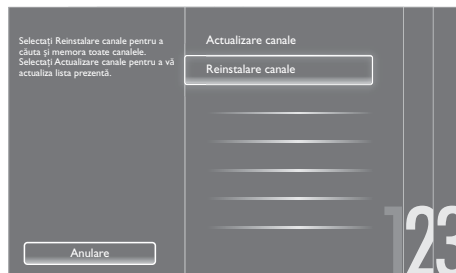 Selectați Reinstalare canale pentru a
căuta și memora toate canalele.
Selectați Actualizare canale pentru a vă
actualiza lista prezentă.
Actualizare canale
Reinstalare canale
Anulare
123